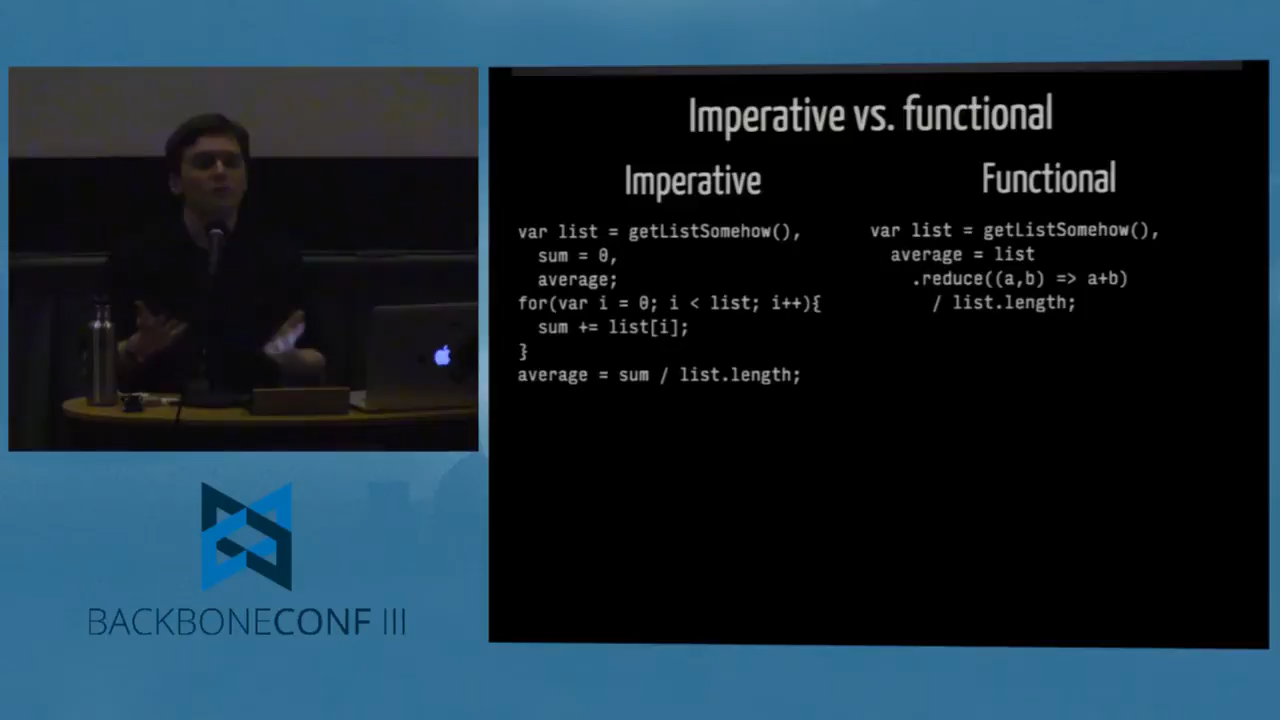 Imperative vs. functional
Imperative
var list = getListSomehow(),
sum = 0,
average;
for(var i = 0; i < list; i++){
sum += list[i];
}
average = sum / list.length;
Functional
var list = getListSomehow(),
average = list
.reduce((a,b) => a+b)
/ list.length;
BACKBONECONF III